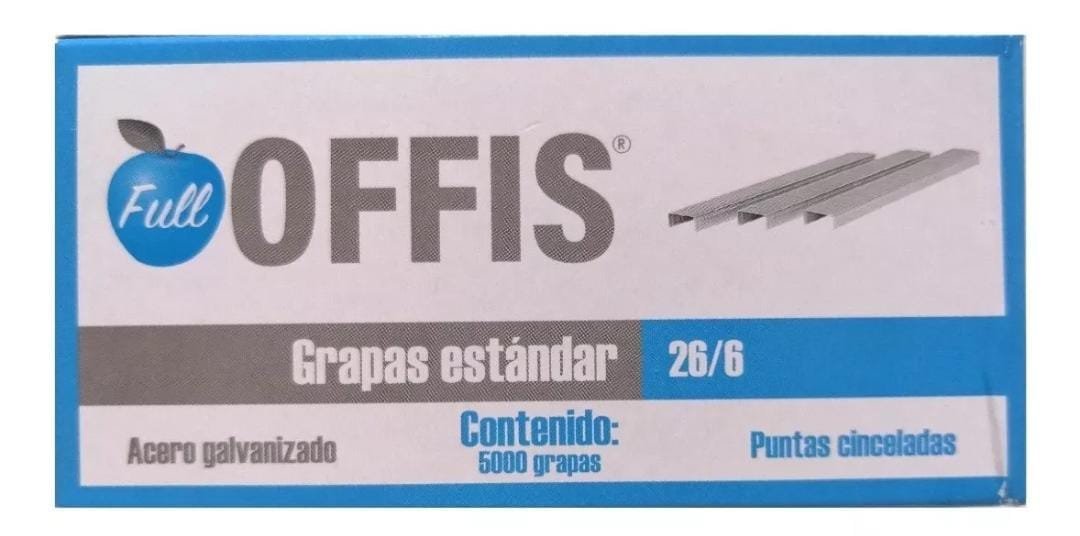 Full OFFIS®
Grapas estándar 26/6
Acero galvanizado
Contenido:
5000 grapas
Puntas cinceladas